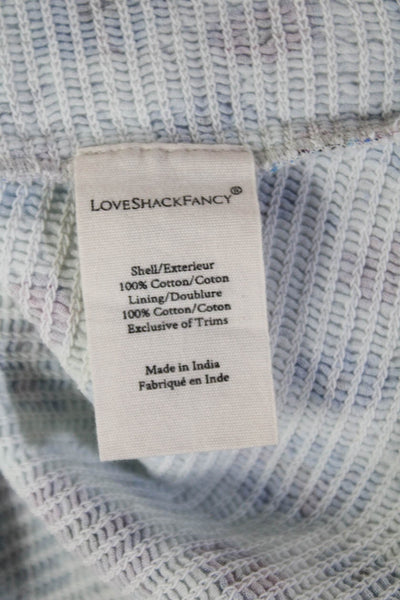 LOVESHACKFANCY®
Shell/Exterieur
100% Cotton/Coton
Lining/Doublure
100% Cotton/Coton
Exclusive of Trims
Made in India
Fabriqué en Inde